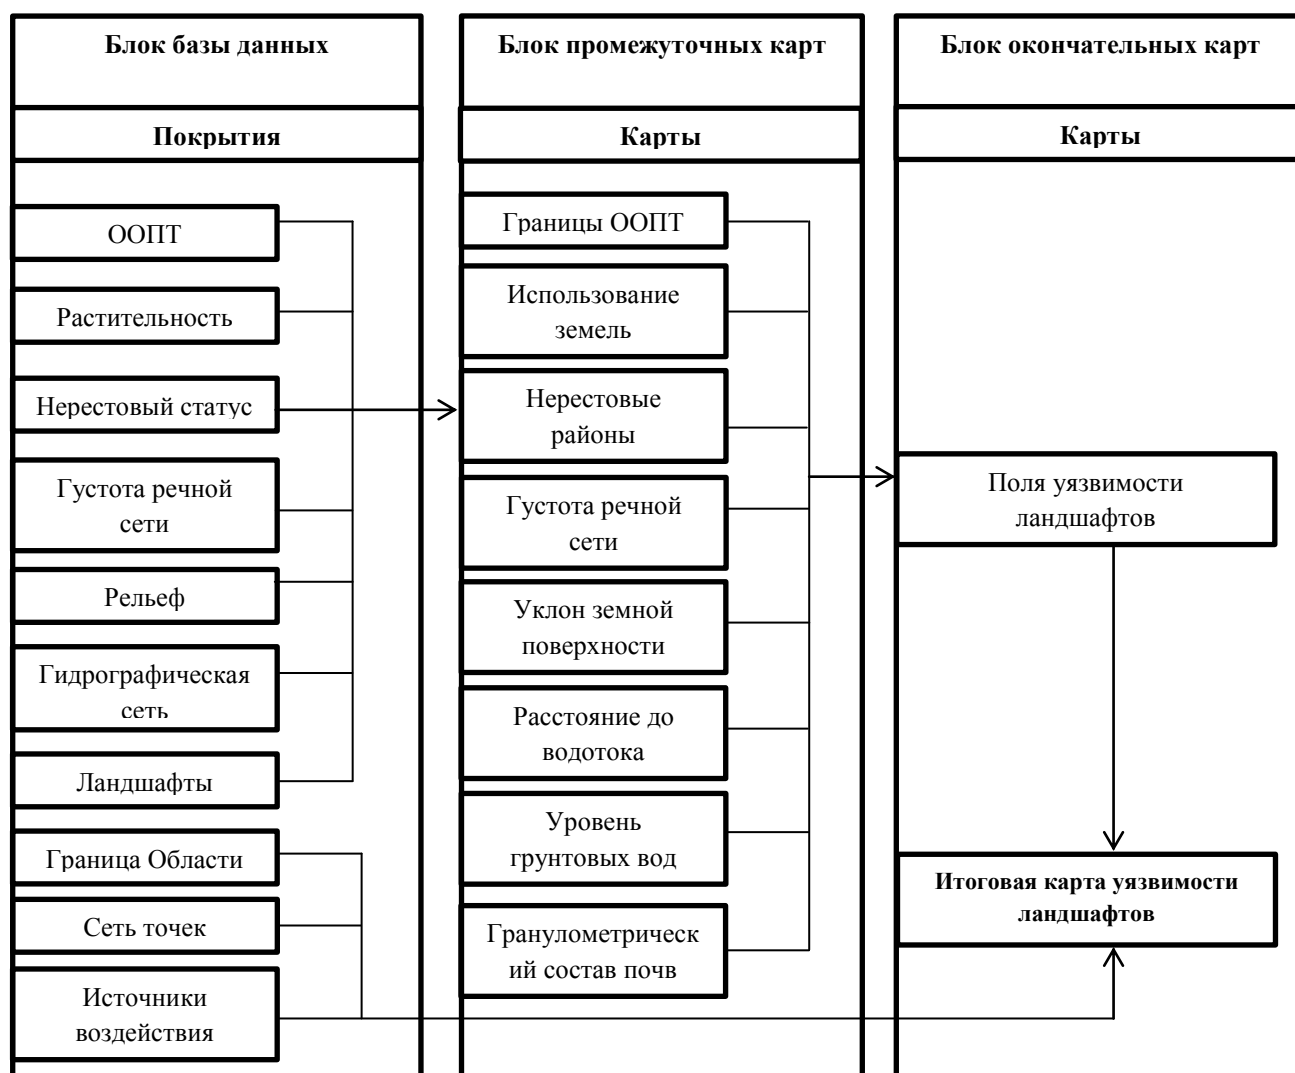 Блок базы данных
Покрытия
ООПТ
Растительность
Нерестовый статус
Густота речной
сети
Рельеф
Гидрографическая
сеть
Ландшафты
Граница Области
Сеть точек
Источники
воздействия
Блок промежуточных карт
Карты
Границы ООПТ
Использование
земель
Нерестовые
районы
Густота речной
сети
Уклон земной
поверхности
Расстояние до
водотока
Уровень
грунтовых вод
Гранулометрическ
ий состав почв
Блок окончательных карт
Карты
Поля уязвимости
ландшафтов
Итоговая карта уязвимости
ландшафтов